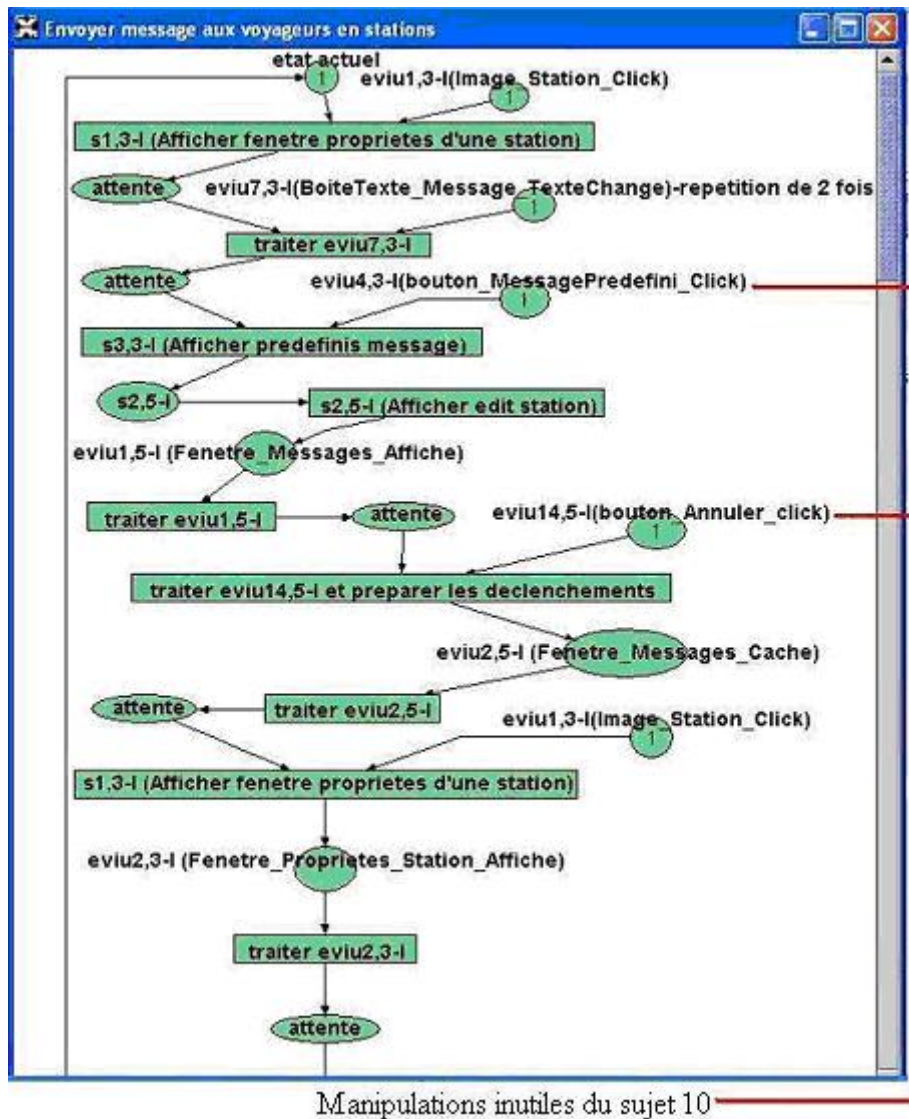 Envoyer message aux voyageurs en stations
etat actuel
1
eviu1,3-I(Image_Station_Click)
1
s1,3-I (Afficher fenetre proprietes d'une station)
attente
eviu7,3-I(BoiteTexte_Message_TexteChange)-repetition de 2 fois
1
traiter eviu7,3-I
attente
eviu4,3-I(bouton_MessagePredefini_Click)
1
s3,3-I (Afficher predefinis message)
s2,5-I
s2,5-I (Afficher edit station)
eviu1,5-I (Fenetre_Messages_Affiche)
traiter eviu1,5-I
attente
eviu14,5-I(bouton_Annuler_click)
1
traiter eviu14,5-I et preparer les declenchements
eviu2,5-I (Fenetre_Messages_Cache)
attente
traiter eviu2,5-I
eviu1,3-I(Image_Station_Click)
1
s1,3-I (Afficher fenetre proprietes d'une station)
eviu2,3-I (Fenetre_Proprietes_Station_Affiche)
traiter eviu2,3-I
attente
Manipulations inutiles du sujet 10